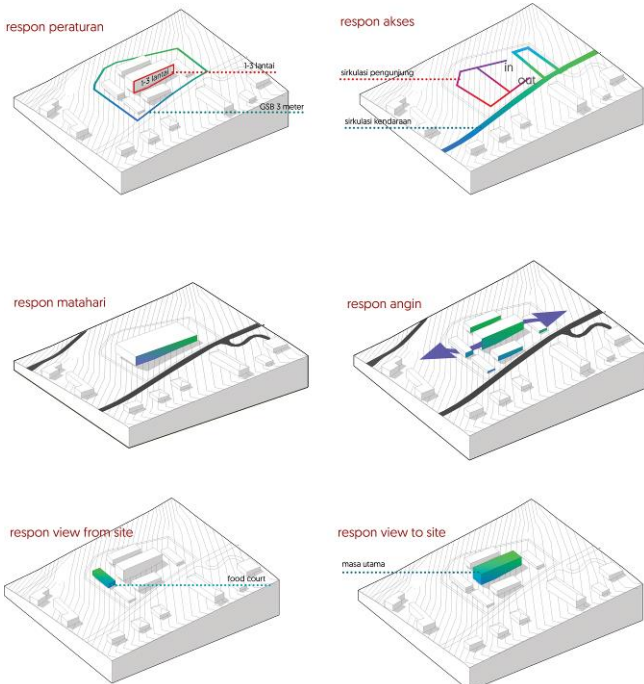 respon peraturan
1-3 lantai
1-3 lantai
GSB 3 meter
respon akses
in
out
sirkulasi pengunjung
sirkulasi kendaraan
respon matahari
respon angin
respon view from site
food court
respon view to site
masa utama